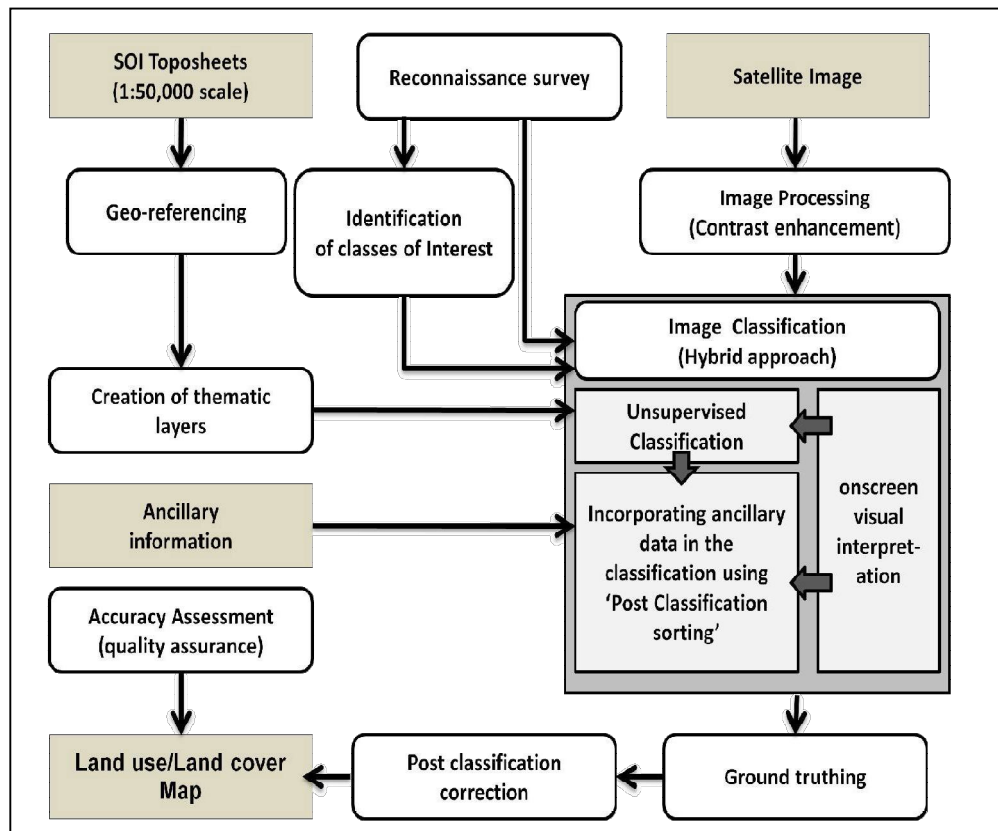 SOI Toposheets
(1:50,000 scale)
Reconnaissance survey
Satellite Image
Geo-referencing
Identification
of classes of Interest
Image Processing
(Contrast enhancement)
Image Classification
(Hybrid approach)
Creation of thematic
layers
Unsupervised
Classification
onscreen
visual
interpret-
ation
Ancillary
information
Incorporating ancillary
data in the
classification using
‘Post Classification
sorting’
Accuracy Assessment
(quality assurance)
Land use/Land cover
Map
Post classification
correction
Ground truthing